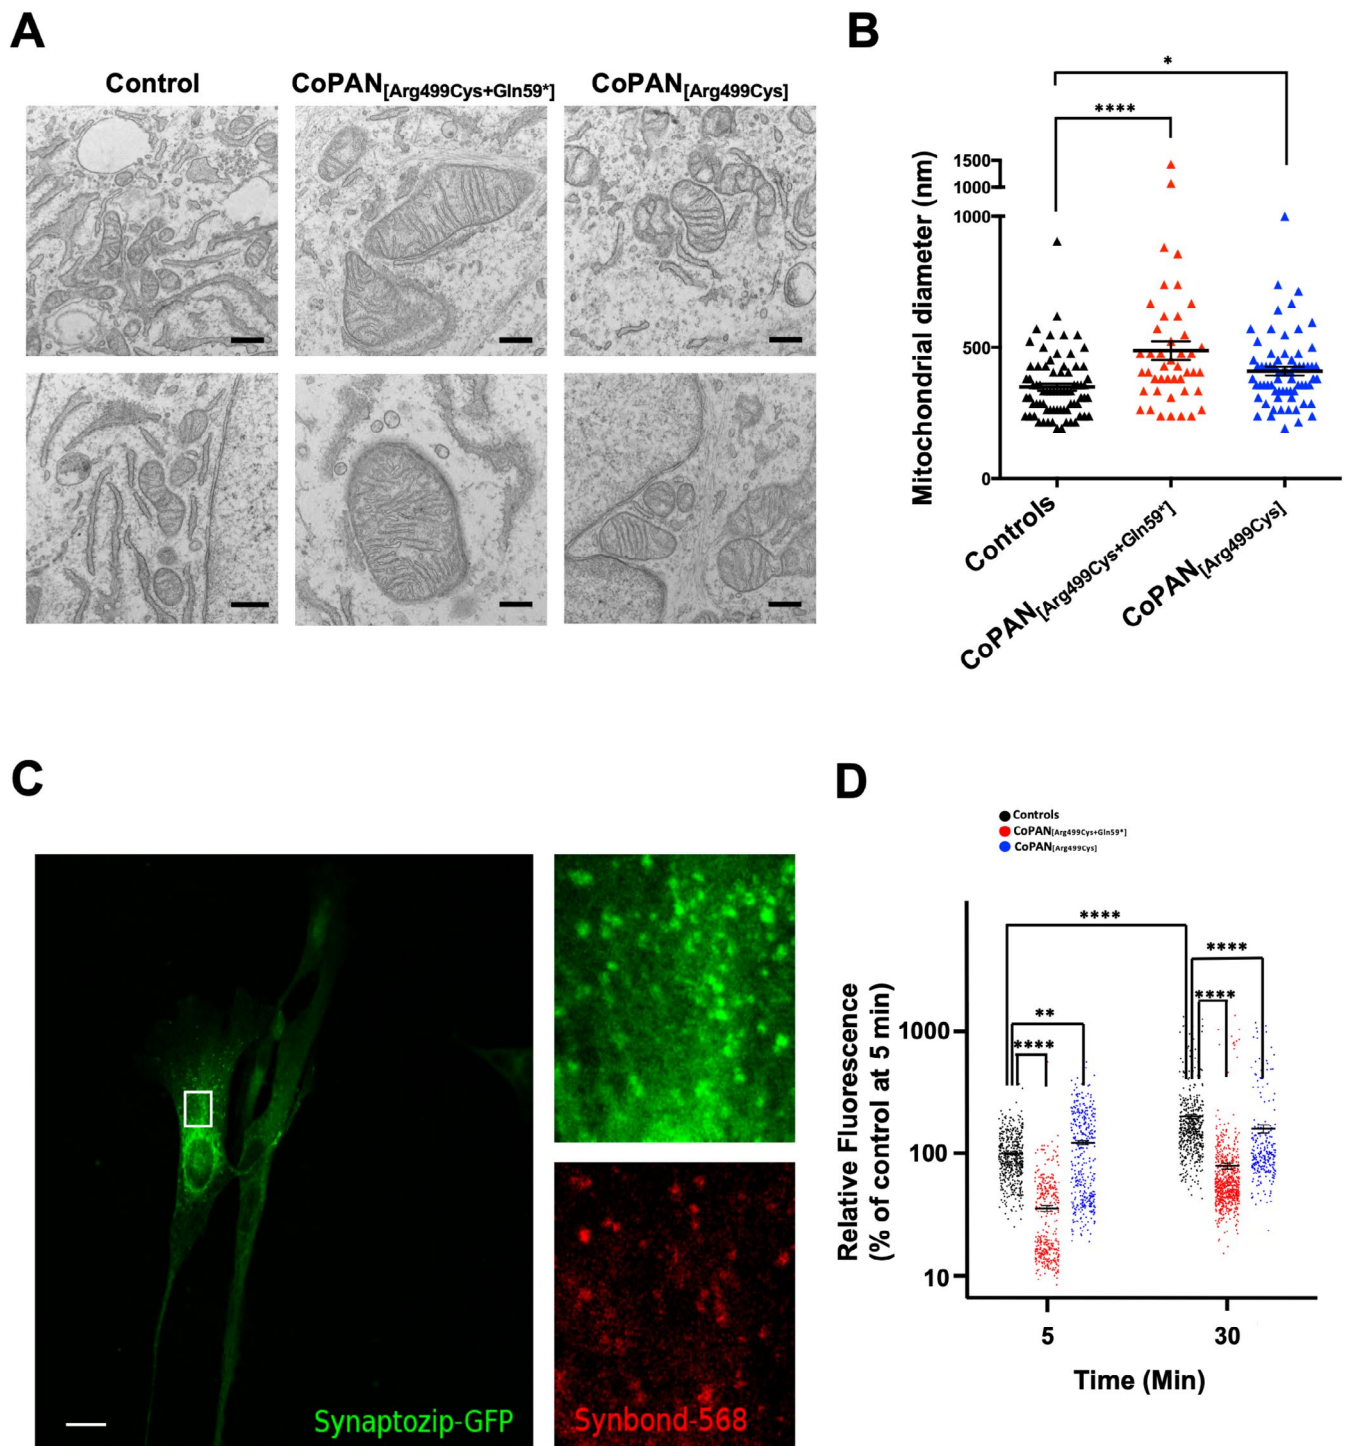 A
Control
CoPAN[Arg499Cys+Gln59*]
CoPAN[Arg499Cys]
B
*
****
Mitochondrial diameter (nm)
1500
1000
1000
500
0
Controls
CoPAN[Arg499Cys+Gln59*]
CoPAN[Arg499Cys]
C
Synaptozip-GFP
Synbond-568
D
Controls
CoPAN[Arg499Cys+Gln59*]
CoPAN[Arg499Cys]
****
****
**
****
****
Relative Fluorescence
(% of control at 5 min)
1000
100
10
5
30
Time (Min)